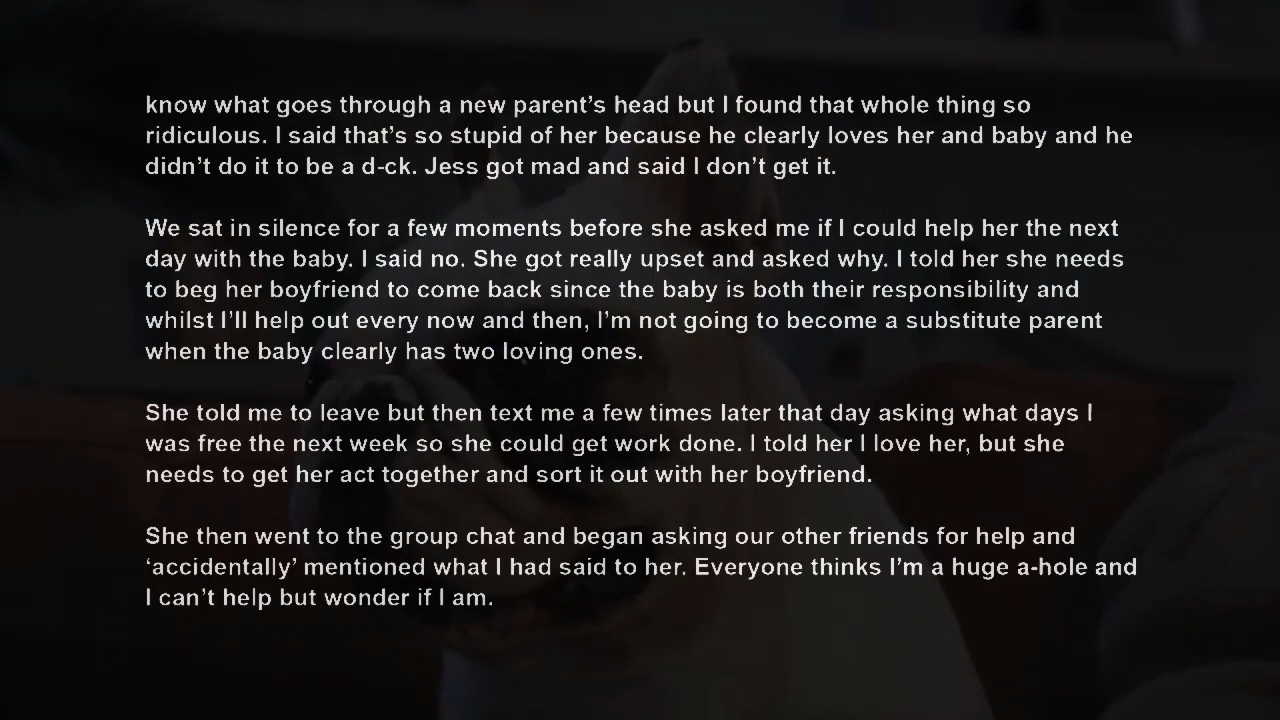 know what goes through a new parent’s head but I found that whole thing so
ridiculous. I said that’s so stupid of her because he clearly loves her and baby and he
didn’t do it to be a d-ck. Jess got mad and said I don’t get it.
We sat in silence for a few moments before she asked me if I could help her the next
day with the baby. I said no. She got really upset and asked why. I told her she needs
to beg her boyfriend to come back since the baby is both their responsibility and
whilst I’ll help out every now and then, I’m not going to become a substitute parent
when the baby clearly has two loving ones.
She told me to leave but then text me a few times later that day asking what days I
was free the next week so she could get work done. I told her I love her, but she
needs to get her act together and sort it out with her boyfriend.
She then went to the group chat and began asking our other friends for help and
‘accidentally’ mentioned what I had said to her. Everyone thinks I’m a huge a-hole and
I can’t help but wonder if I am.